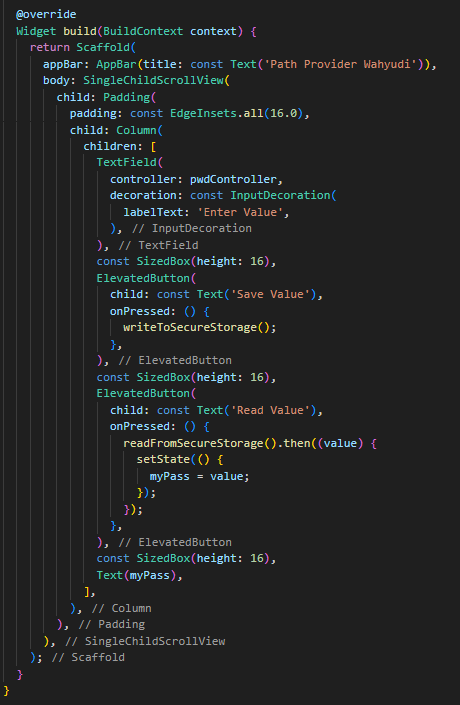 @override
Widget build(BuildContext context) {
  return Scaffold(
    appBar: AppBar(title: const Text('Path Provider Wahyudi')),
    body: SingleChildScrollView(
      child: Padding(
        padding: const EdgeInsets.all(16.0),
        child: Column(
          children: [
            TextField(
              controller: pwdController,
              decoration: const InputDecoration(
                labelText: 'Enter Value',
              ), // InputDecoration
            ), // TextField
            const SizedBox(height: 16),
            ElevatedButton(
              child: const Text('Save Value'),
              onPressed: () {
                writeToSecureStorage();
              },
            ), // ElevatedButton
            const SizedBox(height: 16),
            ElevatedButton(
              child: const Text('Read Value'),
              onPressed: () {
                readFromSecureStorage().then((value) {
                  setState(() {
                    myPass = value;
                  });
                });
              },
            ), // ElevatedButton
            const SizedBox(height: 16),
            Text(myPass),
          ],
        ), // Column
      ), // Padding
    ), // SingleChildScrollView
  ); // Scaffold
}
}